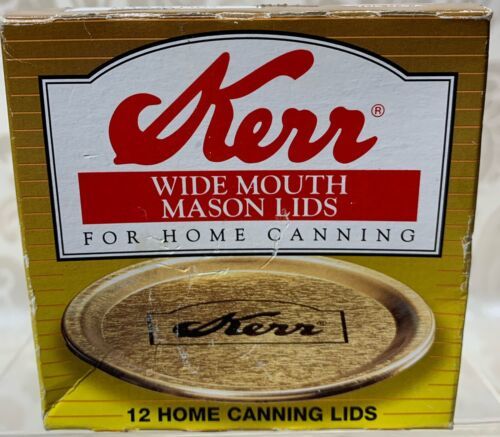 Kerr®
WIDE MOUTH
MASON LIDS
FOR HOME CANNING
Kerr
12 HOME CANNING LIDS